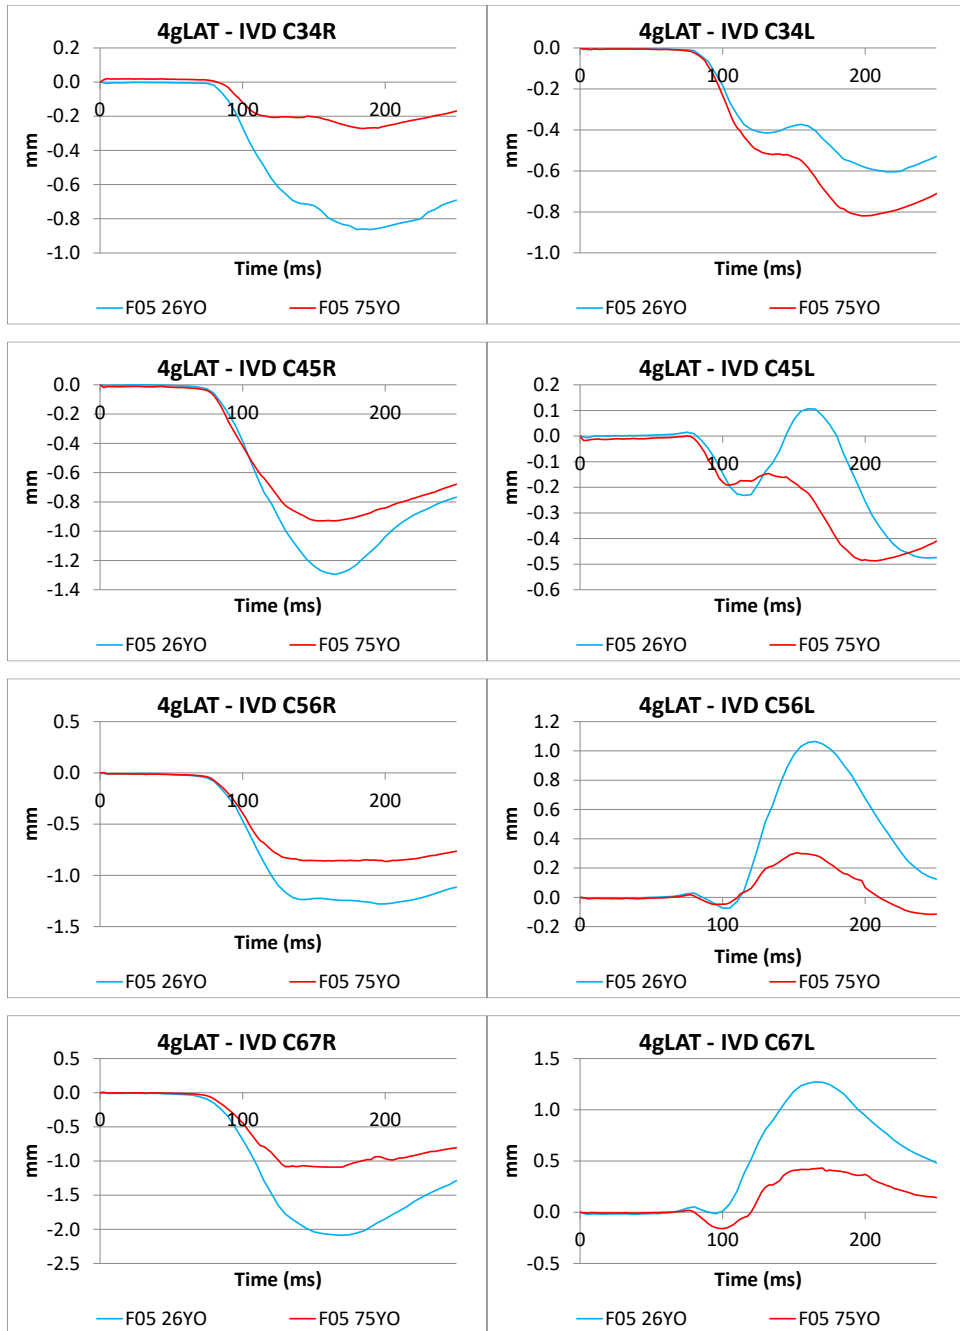 4gLAT - IVD C34R
0.2
0.0
-0.2
-0.4
-0.6
-0.8
-1.0
0
100
200
mm
Time (ms)
F05 26YO F05 75YO
4gLAT - IVD C34L
0.0
-0.2
-0.4
-0.6
-0.8
-1.0
0
100
200
mm
Time (ms)
F05 26YO F05 75YO
4gLAT - IVD C45R
0.0
-0.2
-0.4
-0.6
-0.8
-1.0
-1.2
-1.4
0
100
200
mm
Time (ms)
F05 26YO F05 75YO
4gLAT - IVD C45L
0.2
0.1
0.0
-0.1
-0.2
-0.3
-0.4
-0.5
-0.6
0
100
200
mm
Time (ms)
F05 26YO F05 75YO
4gLAT - IVD C56R
0.5
0.0
-0.5
-1.0
-1.5
0
100
200
mm
Time (ms)
F05 26YO F05 75YO
4gLAT - IVD C56L
1.2
1.0
0.8
0.6
0.4
0.2
0.0
-0.2
0
100
200
mm
Time (ms)
F05 26YO F05 75YO
4gLAT - IVD C67R
0.5
0.0
-0.5
-1.0
-1.5
-2.0
-2.5
0
100
200
mm
Time (ms)
F05 26YO F05 75YO
4gLAT - IVD C67L
1.5
1.0
0.5
0.0
-0.5
0
100
200
mm
Time (ms)
F05 26YO F05 75YO